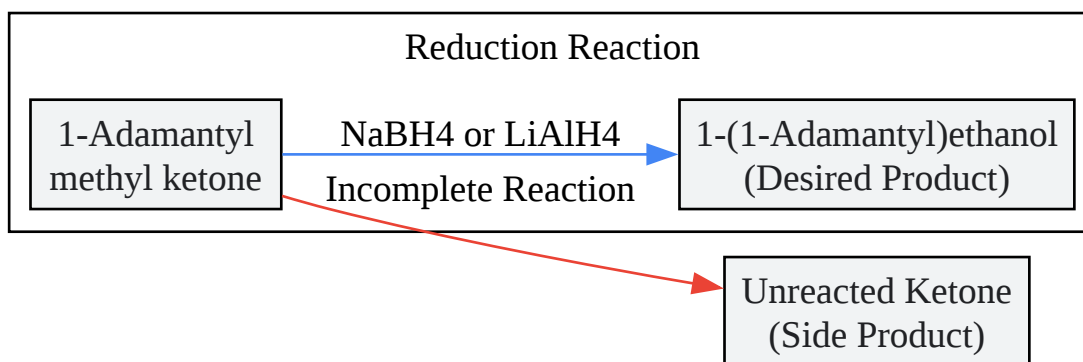 Reduction Reaction
1-Adamantyl
methyl ketone
NaBH4 or LiAlH4
Incomplete Reaction
1-(1-Adamantyl)ethanol
(Desired Product)
Unreacted Ketone
(Side Product)